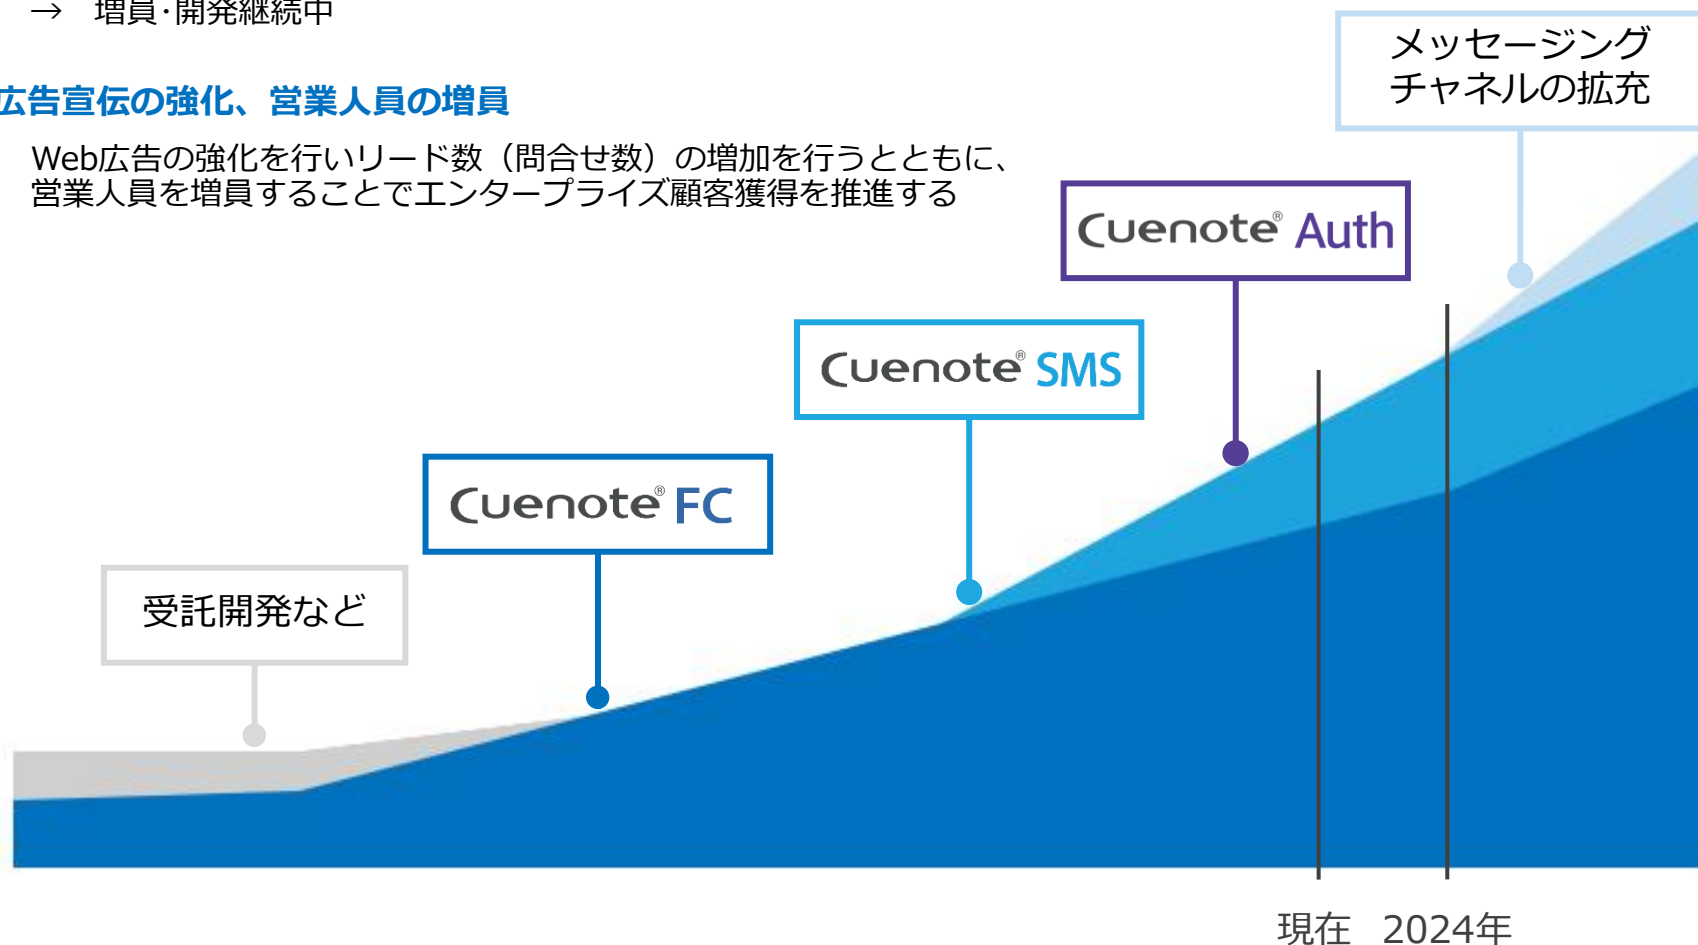 → 増員・開発継続中
広告宣伝の強化、営業人員の増員
Web広告の強化を行いリード数（問合せ数）の増加を行うとともに、
営業人員を増員することでエンタープライズ顧客獲得を推進する
メッセージング
チャネルの拡充
Cuenote® Auth
Cuenote® SMS
Cuenote® FC
受託開発など
現在 2024年